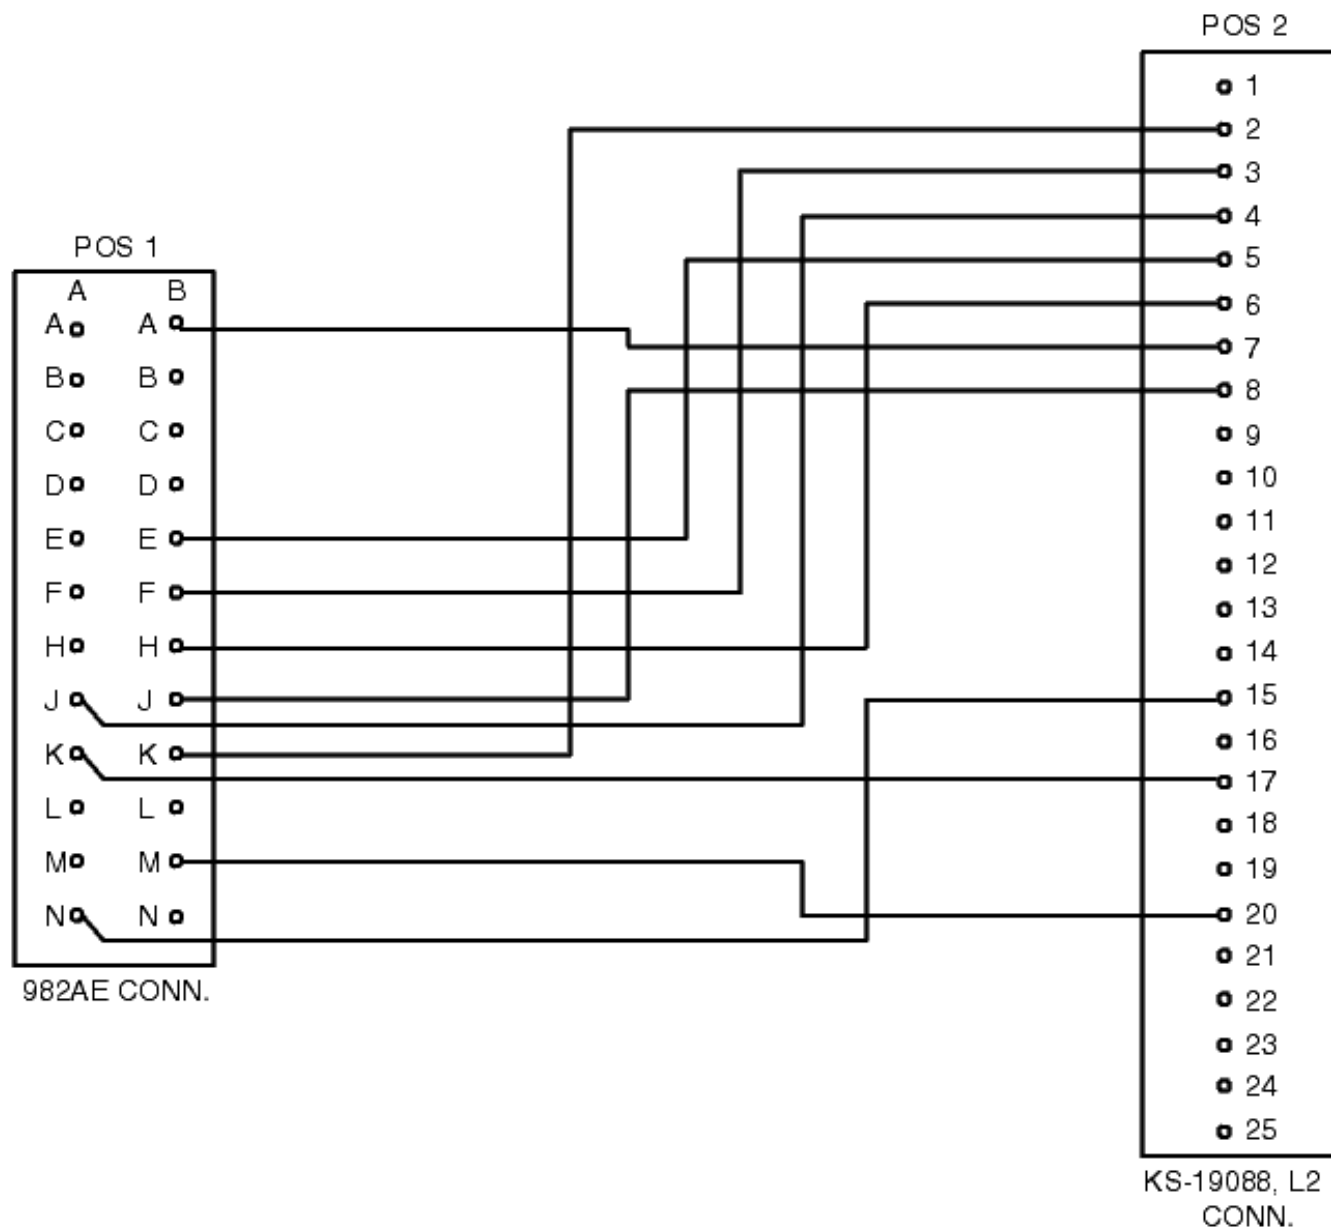 POS 1
A B
A A
B B
C C
D D
E E
F F
H H
J J
K K
L L
M M
N N
982AE CONN.
POS 2
1
2
3
4
5
6
7
8
9
10
11
12
13
14
15
16
17
18
19
20
21
22
23
24
25
KS-19088, L2
CONN.